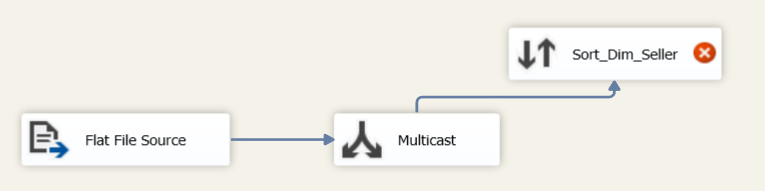 Sort_Dim_Seller
Flat File Source
Multicast